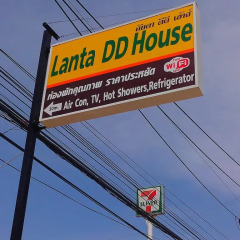 ลันตา ดีดี เฮ้าส์
Lanta DD House
ห้องพักคุณภาพ ราคาประหยัด
WiFi
Air Con, TV, Hot Showers,Refrigerator
7
ELEVEN